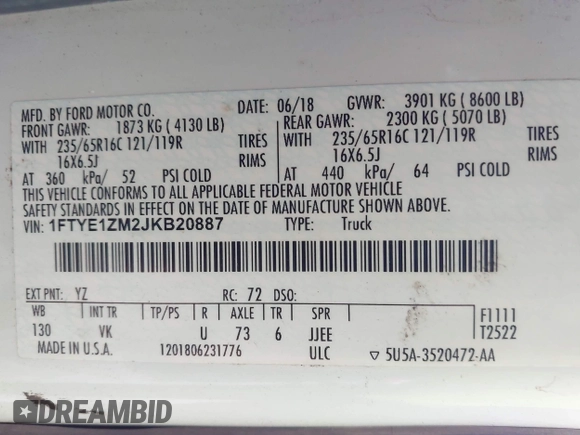 MFD. BY FORD MOTOR CO.
DATE: 06/18 GVWR: 3901 KG ( 8600 LB)
FRONT GAWR: 1873 KG ( 4130 LB)
REAR GAWR: 2300 KG ( 5070 LB)
WITH 235/65R16C 121/119R TIRES
WITH 235/65R16C 121/119R TIRES
16X6.5J RIMS
16X6.5J RIMS
AT 360 kPa/ 52 PSI COLD
AT 440 kPa/ 64 PSI COLD
THIS VEHICLE CONFORMS TO ALL APPLICABLE FEDERAL MOTOR VEHICLE
SAFETY STANDARDS IN EFFECT ON THE DATE OF MANUFACTURE SHOWN ABOVE.
VIN: 1FTYE1ZM2JKB20887 TYPE: Truck
EXT PNT: YZ RC: 72 DSO:
WB INT TR TP/PS R AXLE TR SPR F1111
130 VK U 73 6 JJEE T2522
MADE IN U.S.A. 1201806231776 ULC ▽ 5U5A-3520472-AA
DREAMBID